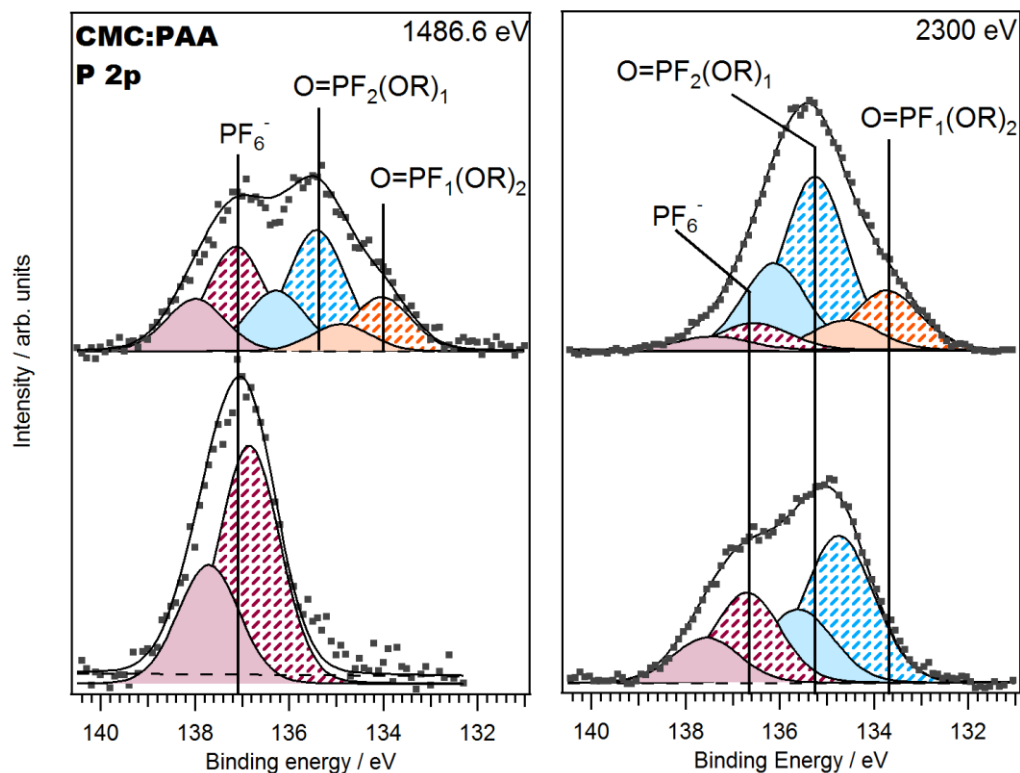 CMC:PAA
P 2p
1486.6 eV
O=PF₂(OR)₁
PF₆⁻
O=PF₁(OR)₂
2300 eV
O=PF₂(OR)₁
O=PF₁(OR)₂
PF₆⁻
Intensity / arb. units
140 138 136 134 132
Binding energy / eV
140 138 136 134 132
Binding Energy / eV